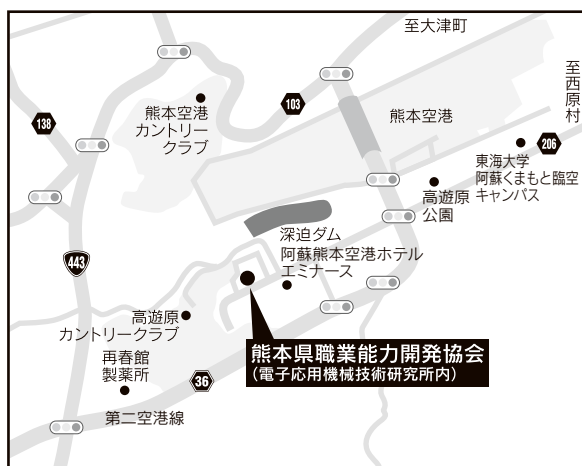 至大津町
至西原村
103
138
熊本空港
カントリー
クラブ
熊本空港
206
東海大学
阿蘇くまもと臨空
キャンパス
高遊原
公園
深迫ダム
阿蘇熊本空港ホテル
エミナース
443
高遊原
カントリークラブ
熊本県職業能力開発協会
(電子応用機械技術研究所内)
再春館
製薬所
36
第二空港線